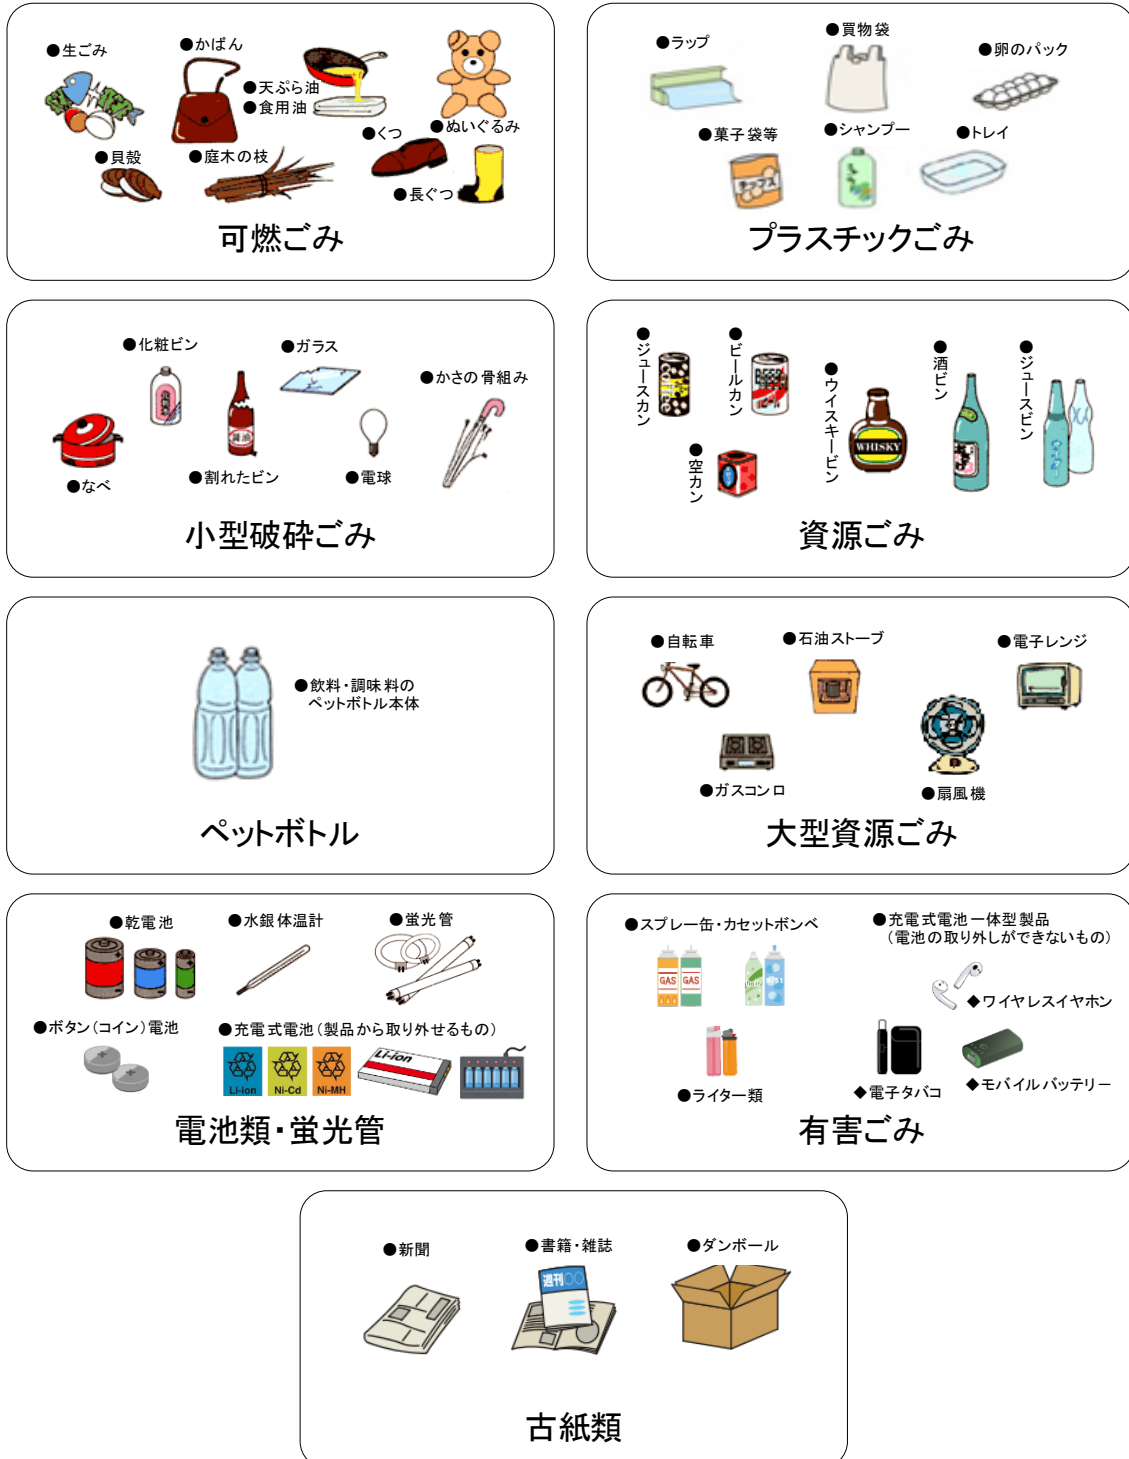 ●生ごみ
●かばん
●天ぷら油
●食用油
●ぬいぐるみ
●くつ
●貝殻
●庭木の枝
●長ぐつ
可燃ごみ
●ラップ
●買物袋
●卵のパック
●菓子袋等
●シャンプー
●トレイ
チップス
プラスチックごみ
●化粧ビン
●ガラス
●かさの骨組み
醤油
●なべ
●割れたビン
●電球
小型破砕ごみ
●ジュースカン
●ビールカン
●ウイスキービン
●酒ビン
●ジュースビン
●空カン
Coffee
BEER
WHISKY
資源ごみ
●飲料・調味料の
ペットボトル本体
ペットボトル
●自転車
●石油ストーブ
●電子レンジ
●ガスコンロ
●扇風機
大型資源ごみ
●乾電池
●水銀体温計
●蛍光管
●ボタン(コイン)電池
●充電式電池(製品から取り外せるもの)
Li-ion
Ni-Cd
Ni-MH
Li-ion
電池類・蛍光管
●スプレー缶・カセットボンベ
GAS
GAS
●充電式電池一体型製品
(電池の取り外しができないもの)
◆ワイヤレスイヤホン
●ライター類
◆電子タバコ
◆モバイルバッテリー
有害ごみ
●新聞
●書籍・雑誌
●ダンボール
週刊○○
古紙類